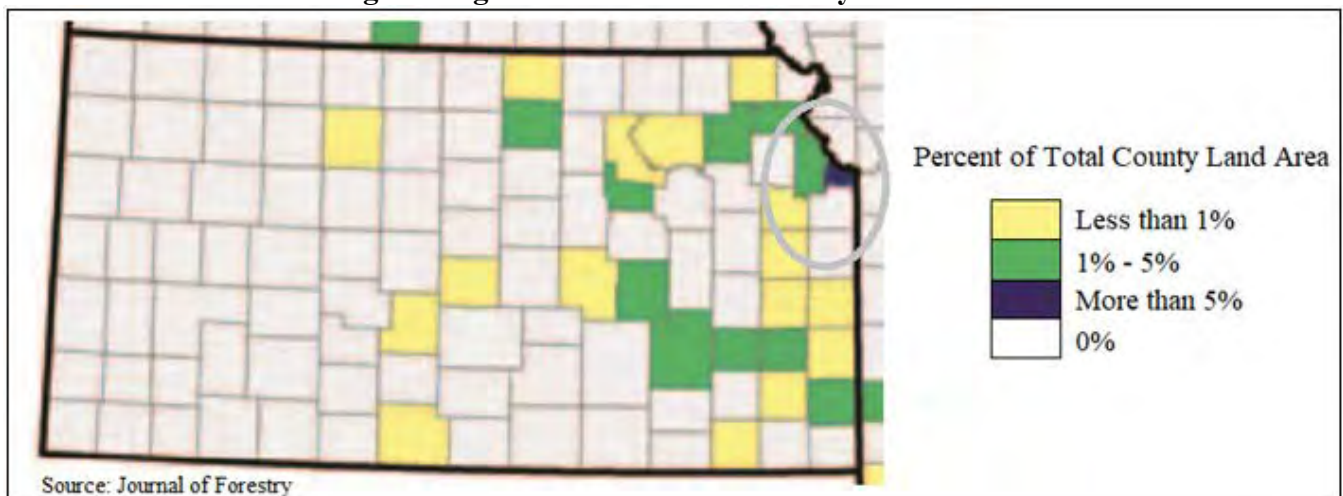 Percent of Total County Land Area
Less than 1%
1% - 5%
More than 5%
0%
Source: Journal of Forestry